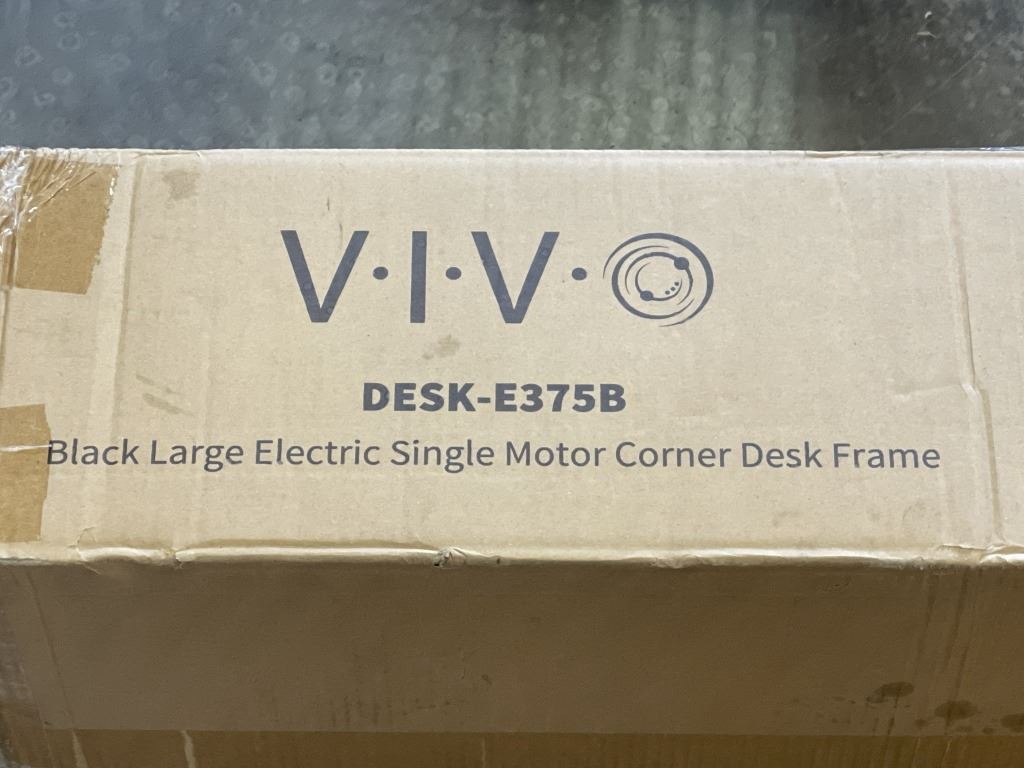 V·I·V·O
DESK-E375B
Black Large Electric Single Motor Corner Desk Frame